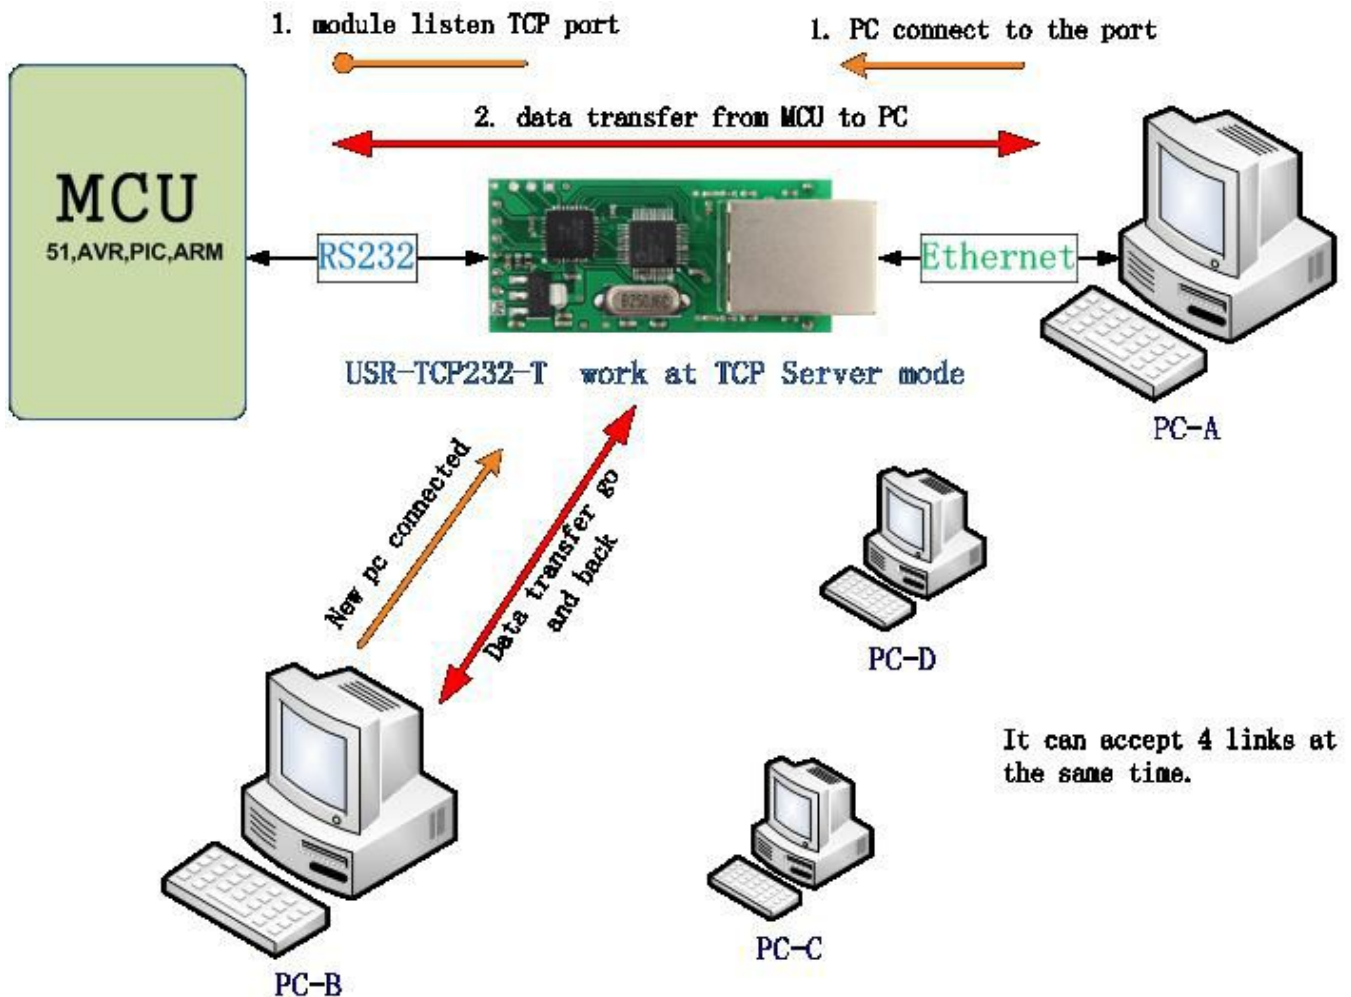 1. module listen TCP port
1. PC connect to the port
2. data transfer from MCU to PC
MCU
51,AVR,PIC,ARM
RS232
Ethernet
USR-TCP232-T work at TCP Server mode
PC-A
New pc connected
Data transfer go
and back
PC-D
It can accept 4 links at
the same time.
PC-C
PC-B